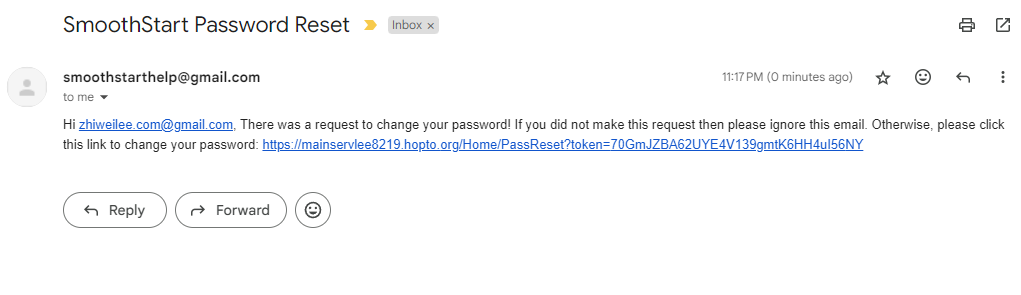 SmoothStart Password Reset Inbox ×
smoothstarthelp@gmail.com 11:17 PM (0 minutes ago)
to me
Hi zhiweilee.com@gmail.com, There was a request to change your password! If you did not make this request then please ignore this email. Otherwise, please click
this link to change your password: https://mainservlee8219.hopto.org/Home/PassReset?token=70GmJZBA62UYE4V139gmtK6HH4uI56NY
Reply Forward